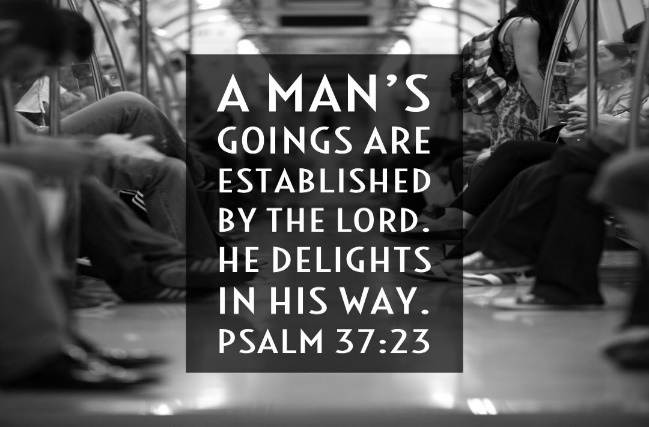 A MAN'S
GOINGS ARE
ESTABLISHED
BY THE LORD.
HE DELIGHTS
IN HIS WAY.
PSALM 37:23